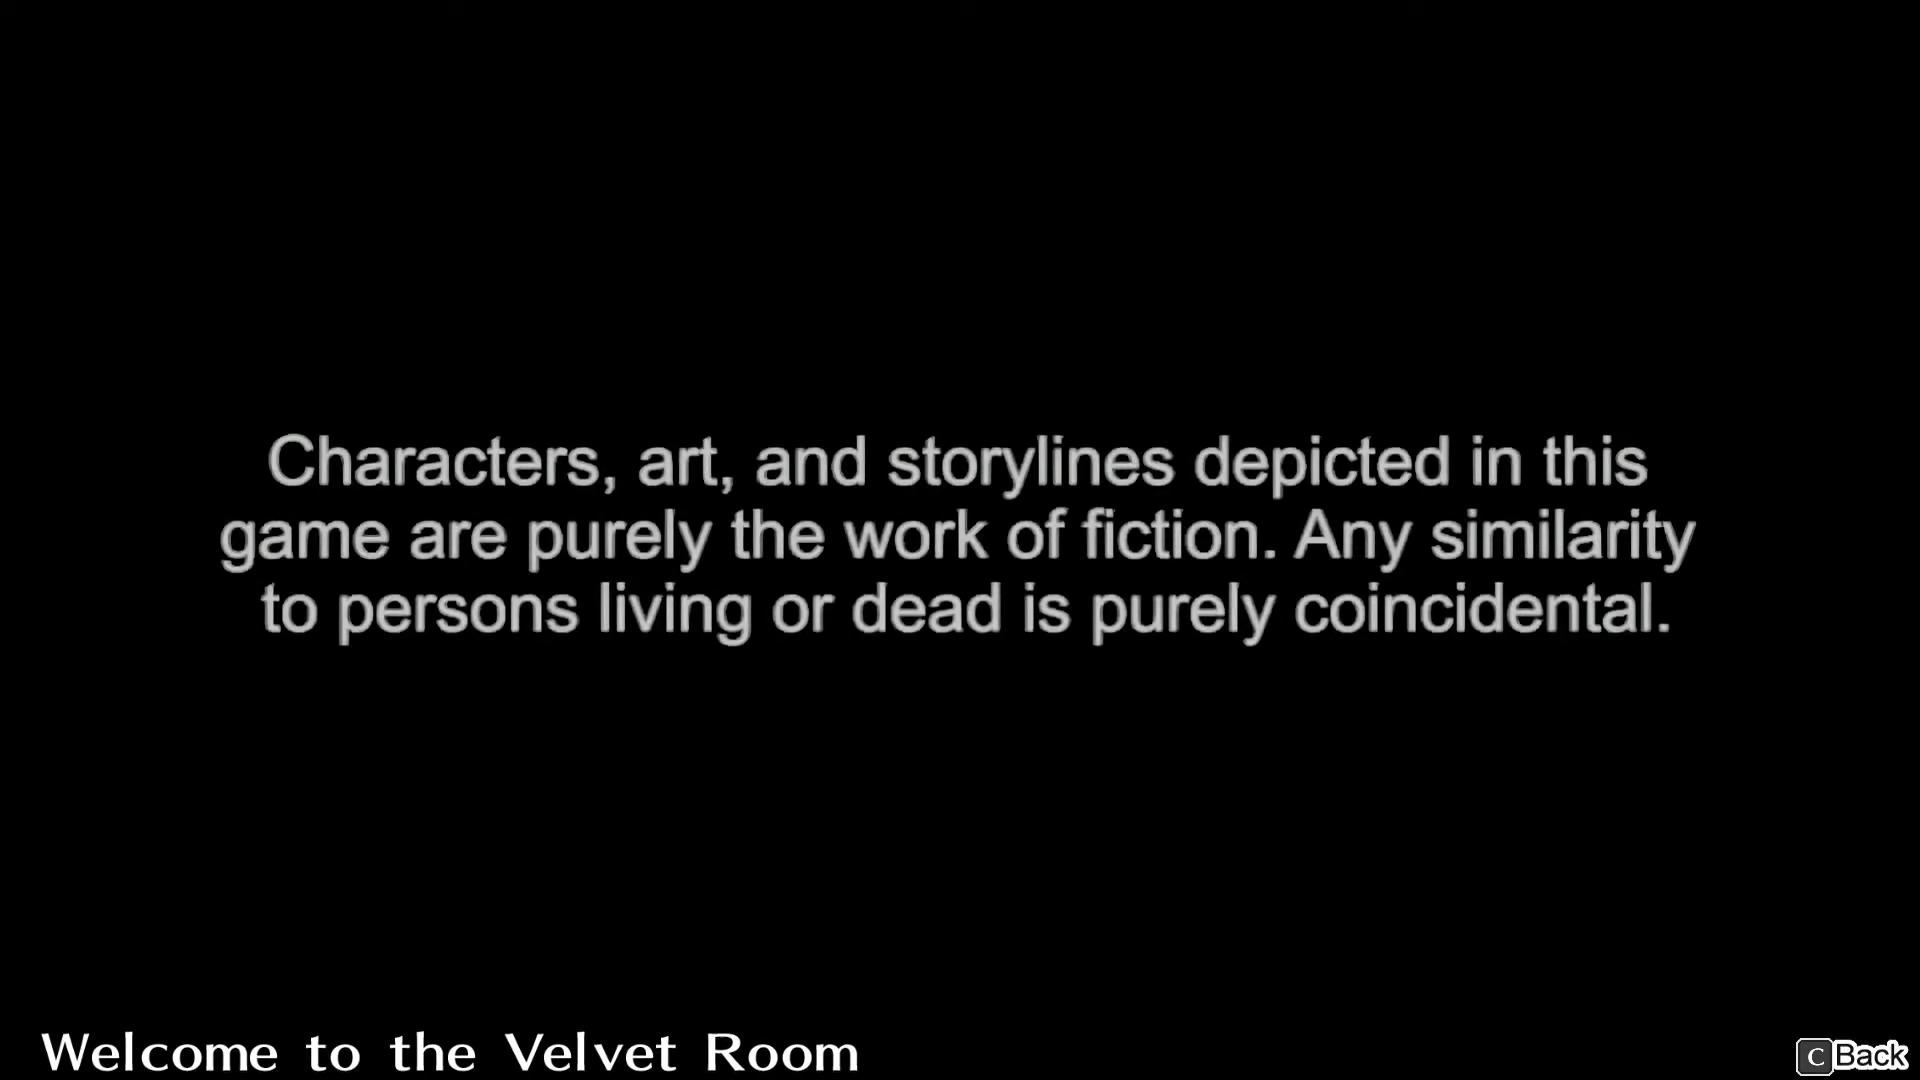 Characters, art, and storylines depicted in this
game are purely the work of fiction. Any similarity
to persons living or dead is purely coincidental.
Welcome to the Velvet Room
C Back